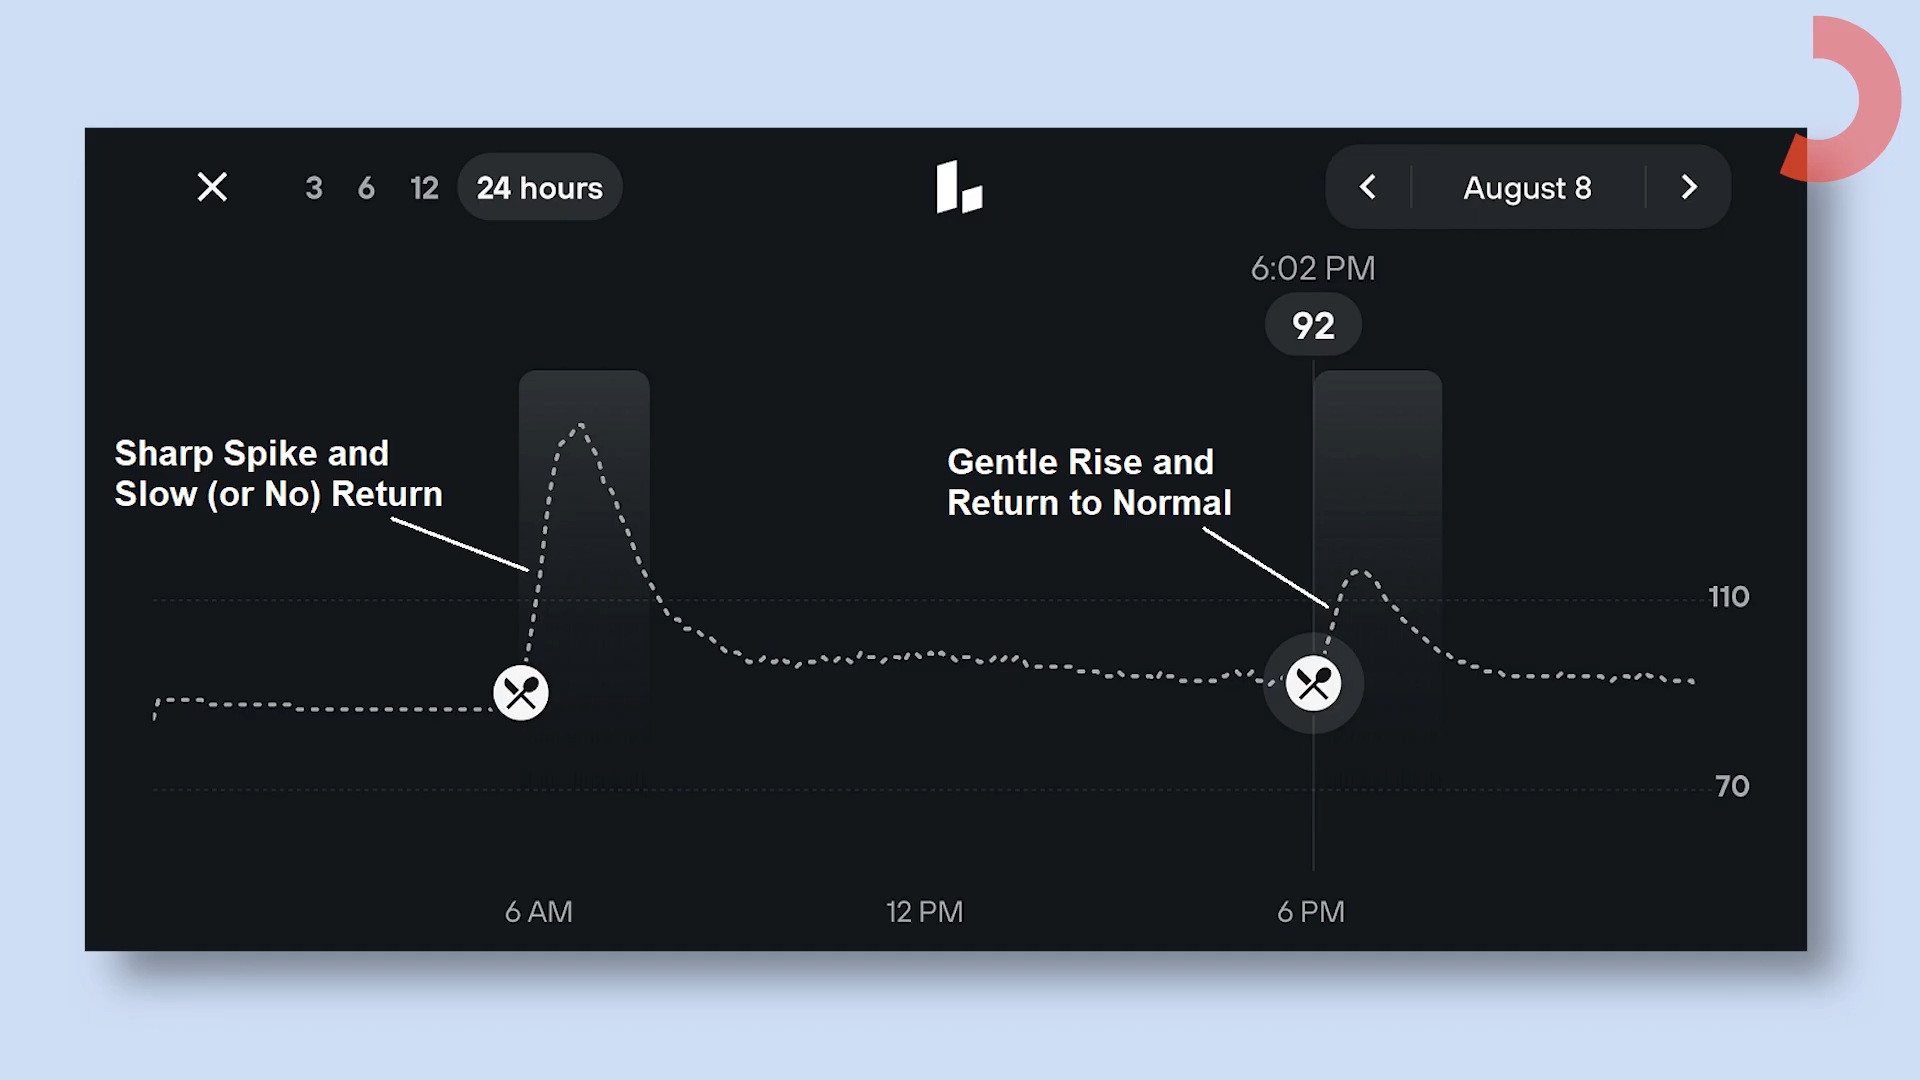 3 6 12 24 hours
August 8
6:02 PM
92
Sharp Spike and
Slow (or No) Return
Gentle Rise and
Return to Normal
110
70
6 AM 12 PM 6 PM